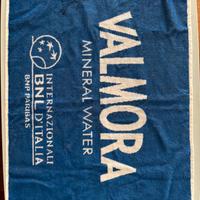 VALMORA
MINERAL WATER
INTERNAZIONALI
BNL D'ITALIA
BNP PARIBAS